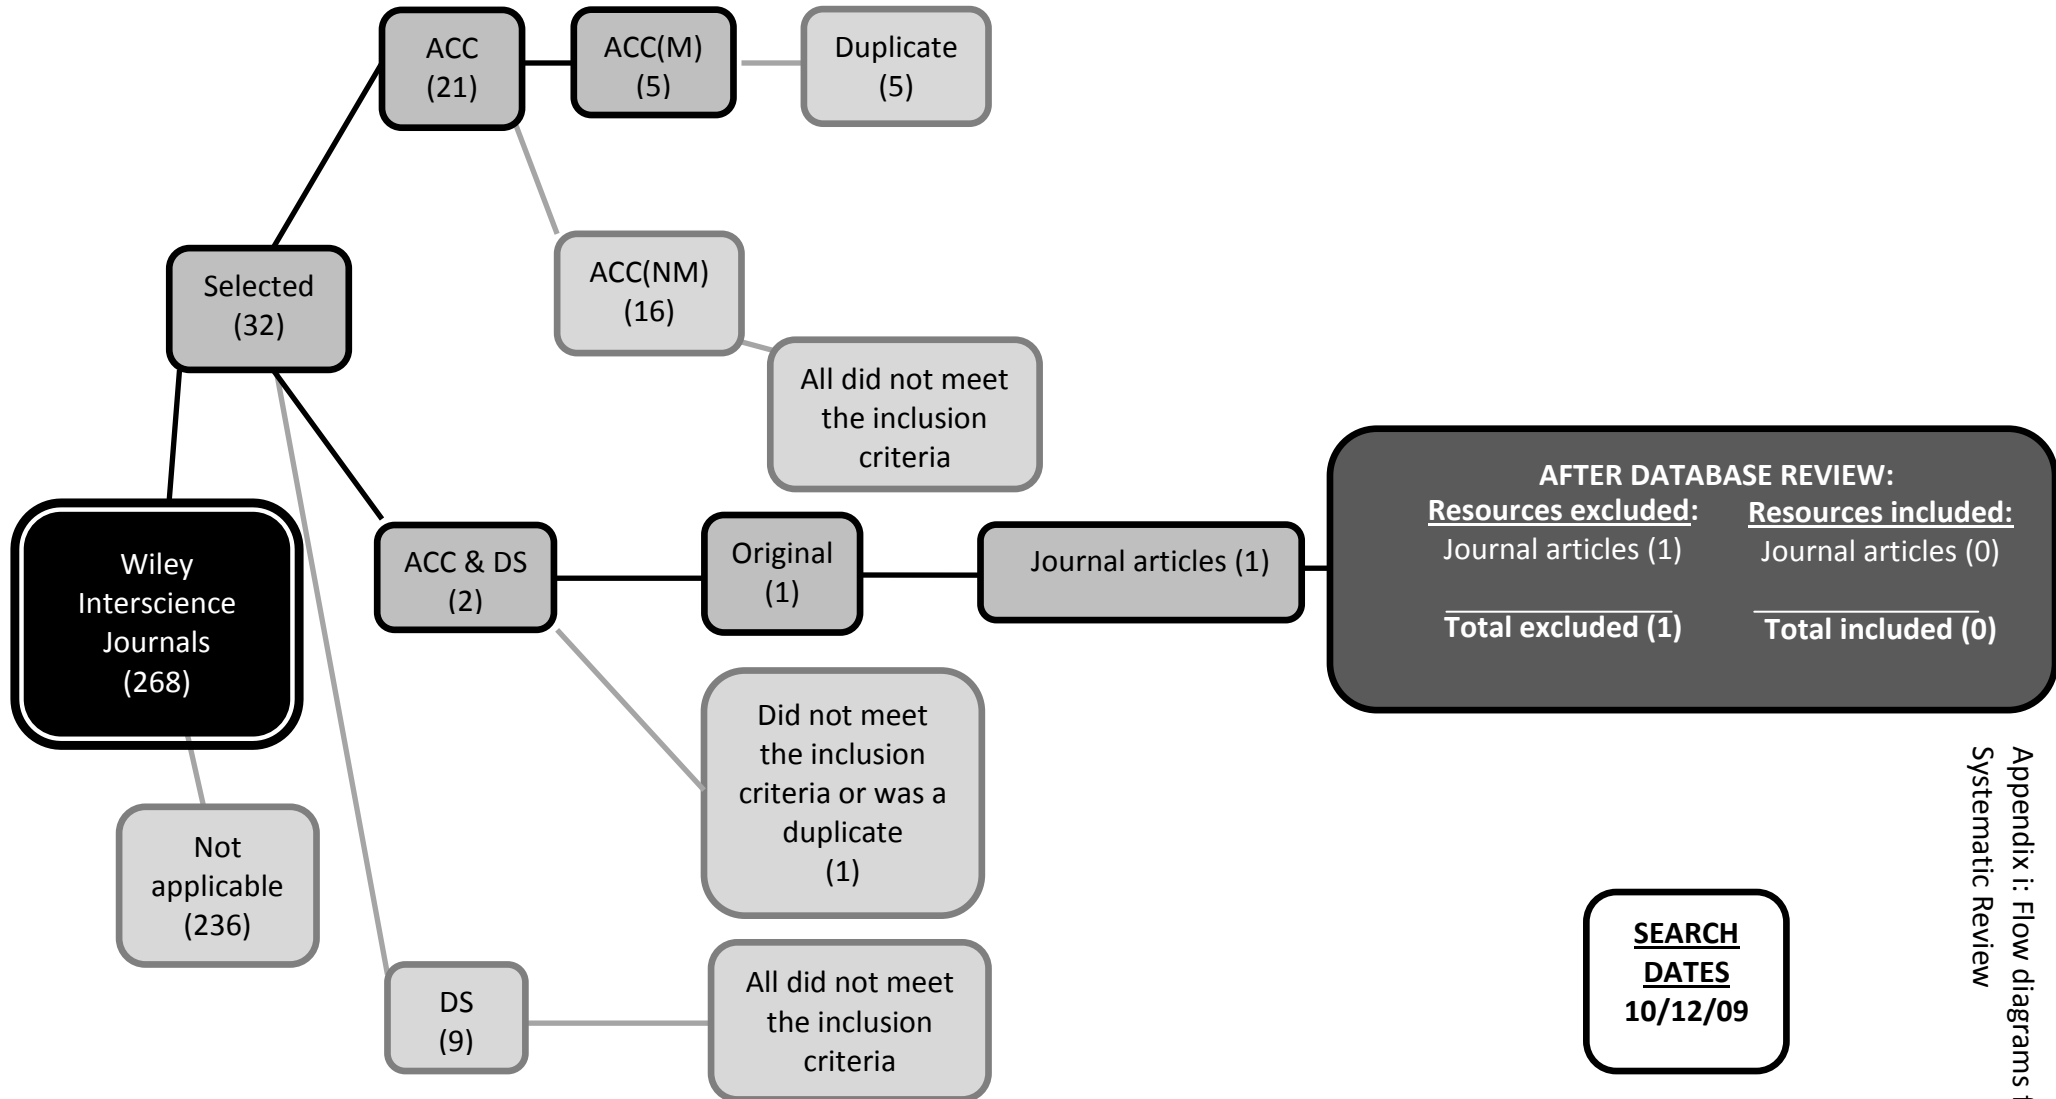 ACC
(21)
ACC(M)
(5)
Duplicate
(5)
Selected
(32)
ACC(NM)
(16)
All did not meet
the inclusion
criteria
Wiley
Interscience
Journals
(268)
ACC & DS
(2)
Original
(1)
Journal articles (1)
AFTER DATABASE REVIEW:
Resources excluded:
Journal articles (1)
Total excluded (1)
Resources included:
Journal articles (0)
Total included (0)
Did not meet
the inclusion
criteria or was a
duplicate
(1)
Not
applicable
(236)
DS
(9)
All did not meet
the inclusion
criteria
SEARCH
DATES
10/12/09
Appendix i: Flow diagrams
Systematic Review